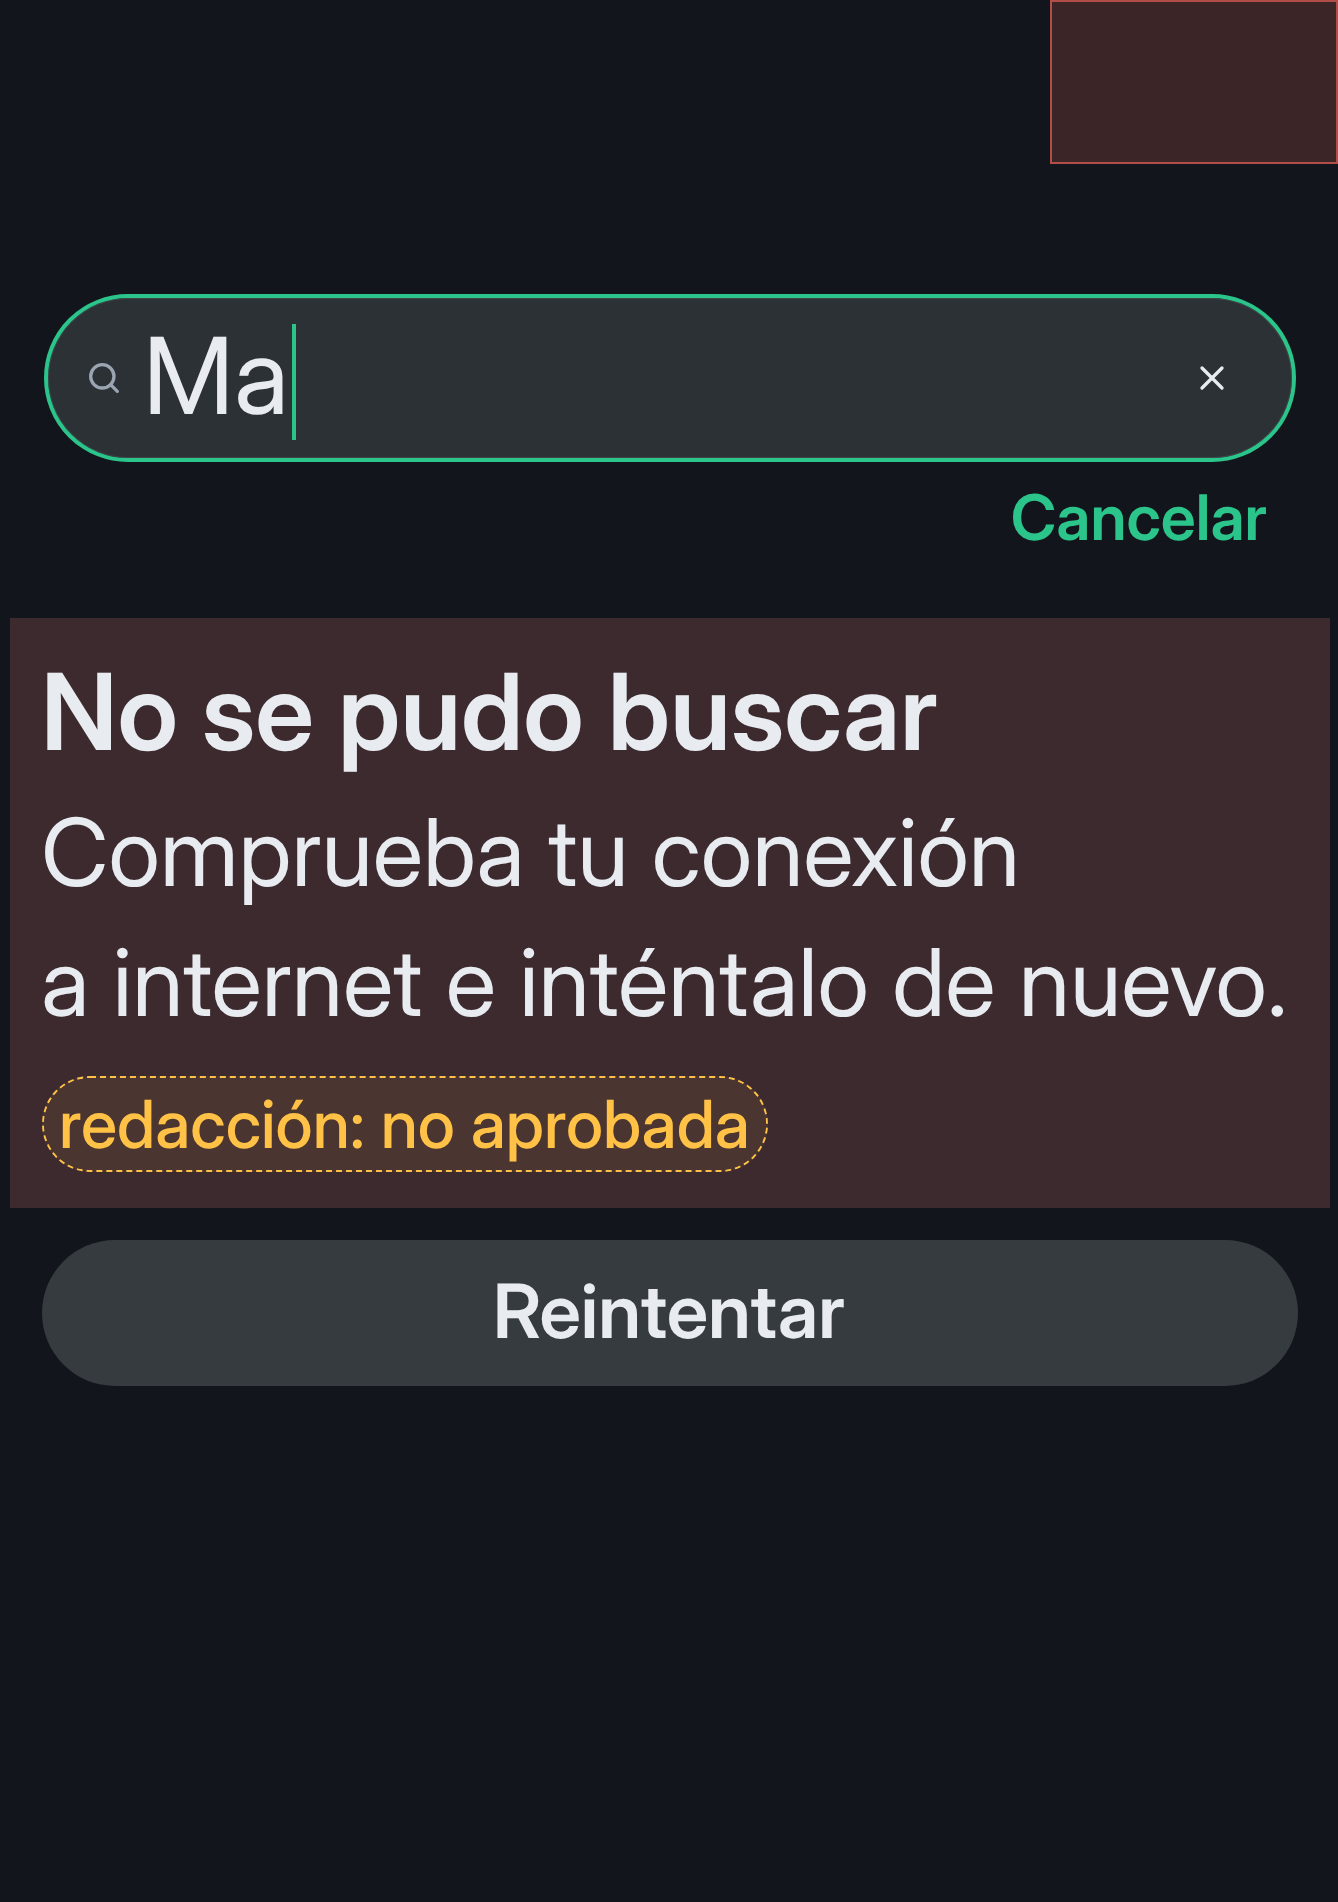 Ma
Cancelar
No se pudo buscar
Comprueba tu conexión
a internet e inténtalo de nuevo.
redacción: no aprobada
Reintentar